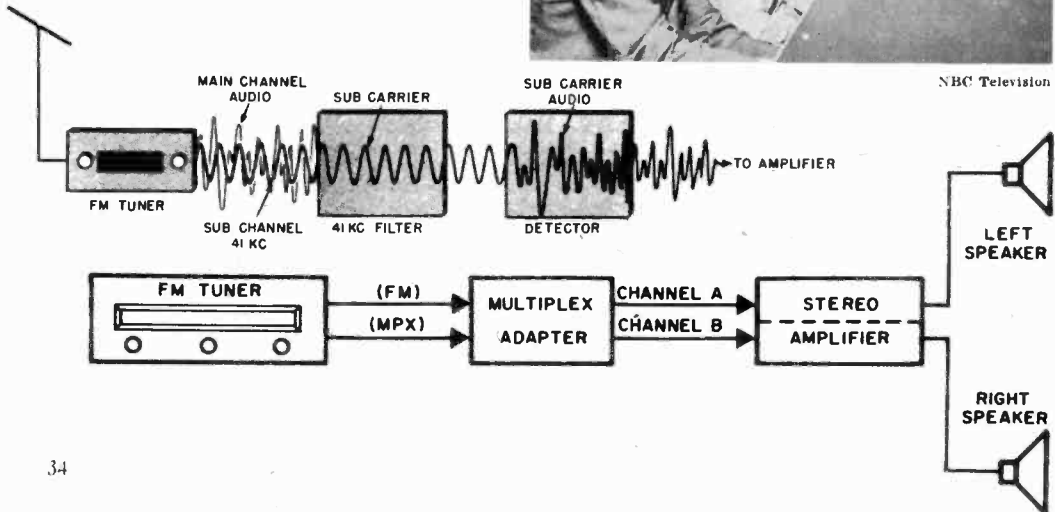 NBC Television
MAIN CHANNEL
AUDIO
SUB CARRIER
SUB CARRIER
AUDIO
TO AMPLIFIER
FM TUNER
SUB CHANNEL
41 KC
41 KC FILTER
DETECTOR
LEFT
SPEAKER
FM TUNER
(FM)
(MPX)
MULTIPLEX
ADAPTER
CHANNEL A
CHANNEL B
STEREO
AMPLIFIER
RIGHT
SPEAKER
34